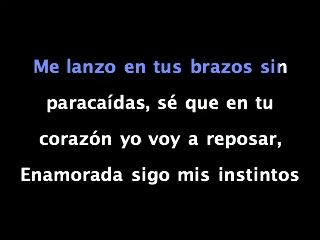 Me lanzo en tus brazos sin
paracaídas, sé que en tu
corazón yo voy a reposar,
Enamorada sigo mis instintos